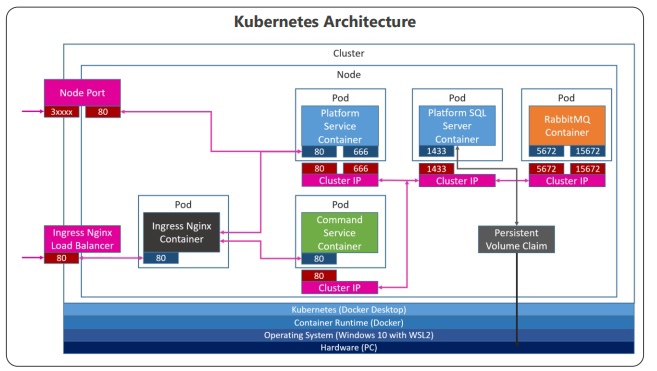 Kubernetes Architecture
Cluster
Node
Node Port
3xxxx 80
Pod
Platform
Service
Container
80 666
80 666
Cluster IP
Pod
Platform SQL
Server
Container
1433
1433
Cluster IP
Pod
RabbitMQ
Container
5672 15672
5672 15672
Cluster IP
Ingress Nginx
Load Balancer
80
Pod
Ingress Nginx
Container
80
Pod
Command
Service
Container
80
80
Cluster IP
Persistent
Volume Claim
Kubernetes (Docker Desktop)
Container Runtime (Docker)
Operating System (Windows 10 with WSL2)
Hardware (PC)